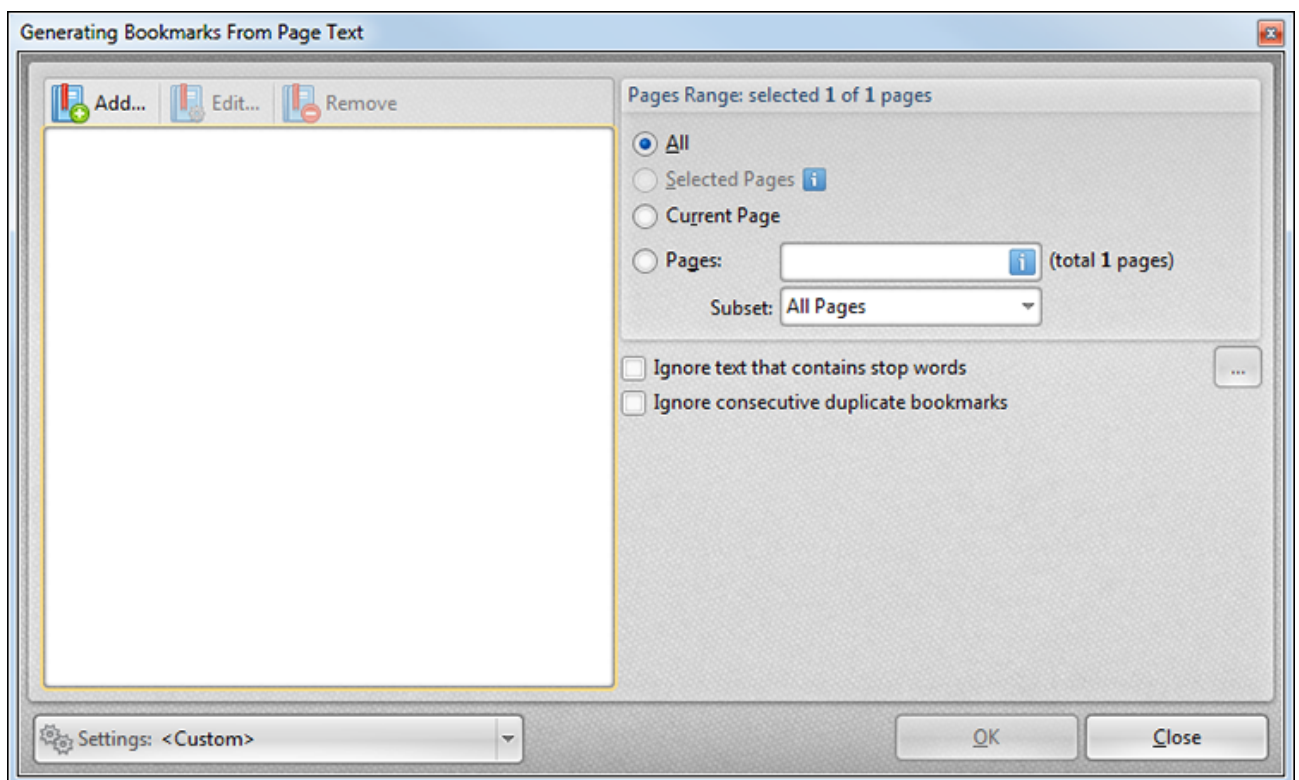 Generating Bookmarks From Page Text
Add... Edit... Remove
Pages Range: selected 1 of 1 pages
All
Selected Pages
Current Page
Pages: (total 1 pages)
Subset: All Pages
Ignore text that contains stop words ...
Ignore consecutive duplicate bookmarks
Settings: <Custom> OK Close